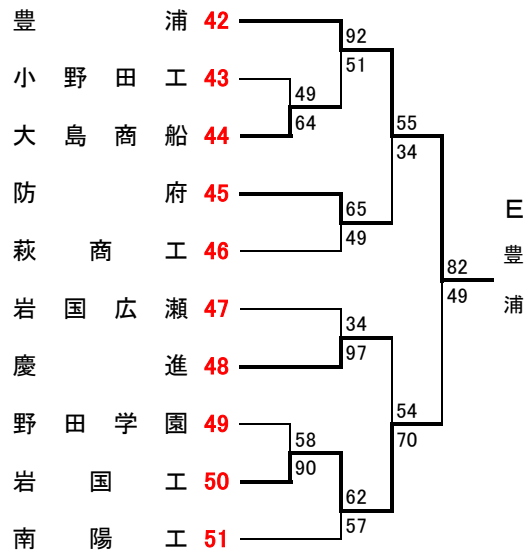 豊浦 42
小野田工 43
大島商船 44
防府 45
萩商工 46
岩国広瀬 47
慶進 48
野田学園 49
岩国工 50
南陽工 51
49
64
58
90
92
51
65
49
34
97
62
57
55
34
54
70
82
49
E
豊
浦